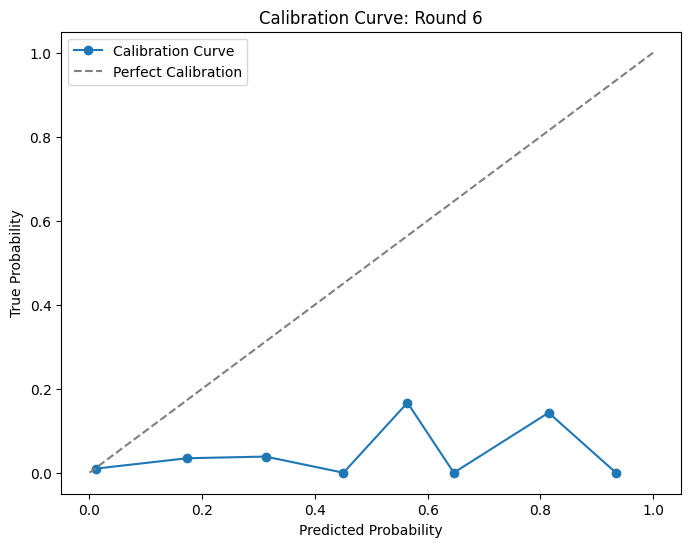 Calibration Curve: Round 6
Calibration Curve
Perfect Calibration
True Probability
1.0
0.8
0.6
0.4
0.2
0.0
0.0 0.2 0.4 0.6 0.8 1.0
Predicted Probability